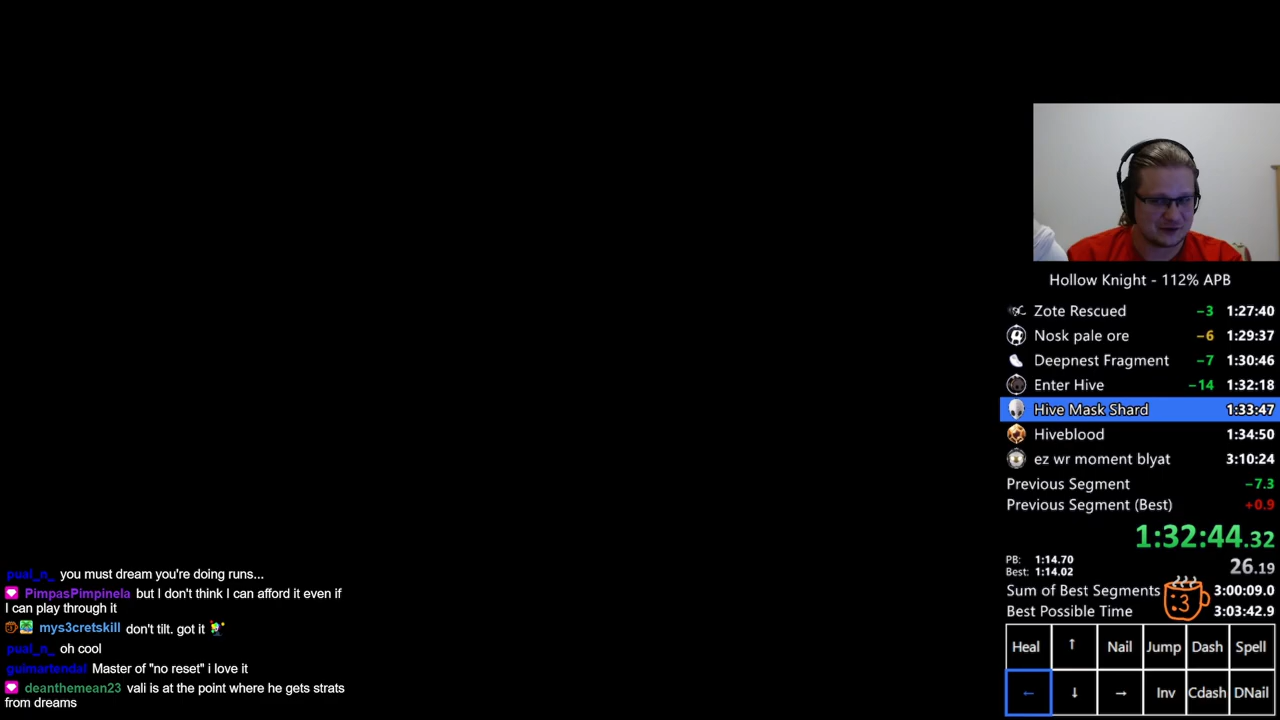 Hollow Knight - 112% APB
Zote Rescued -3 1:27:40
Nosk pale ore -6 1:29:37
Deepnest Fragment -7 1:30:46
Enter Hive -14 1:32:18
Hive Mask Shard 1:33:47
Hiveblood 1:34:50
ez wr moment blyat 3:10:24
Previous Segment -7.3
Previous Segment (Best) +0.9
1:32:44.32
PB: 1:14.70
Best: 1:14.02
26.19
Sum of Best Segments 3:00:09.0
Best Possible Time 3:03:42.9
:3
Heal ↑ Nail Jump Dash Spell
← ↓ → Inv Cdash DNail
pual_n_ you must dream you're doing runs...
PimpasPimpinela but I don't think I can afford it even if
I can play through it
mys3cretskill don't tilt. got it
pual_n_ oh cool
guimartendal Master of "no reset" i love it
deanthemean23 vali is at the point where he gets strats
from dreams